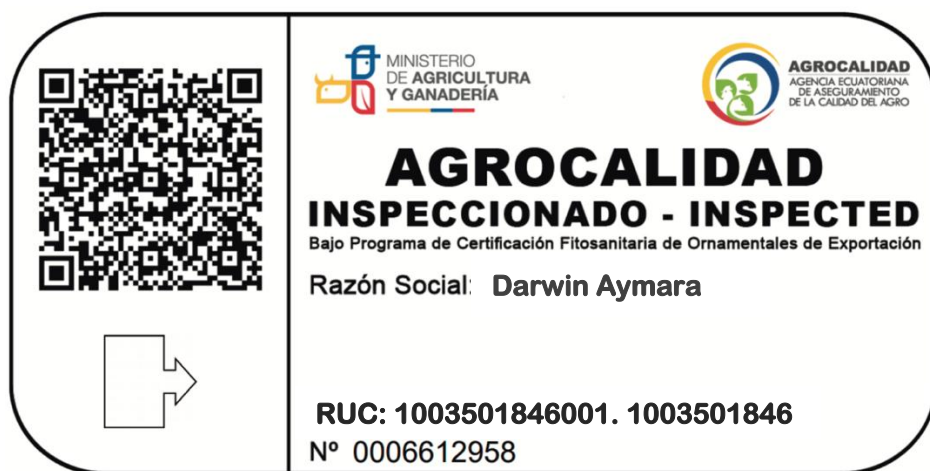 MINISTERIO
DE AGRICULTURA
Y GANADERÍA
AGROCALIDAD
AGENCIA ECUATORIANA
DE ASEGURAMIENTO
DE LA CALIDAD DEL AGRO
AGROCALIDAD
INSPECCIONADO - INSPECTED
Bajo Programa de Certificación Fitosanitaria de Ornamentales de Exportación
Razón Social: Darwin Aymara
RUC: 1003501846001. 1003501846
Nº 0006612958